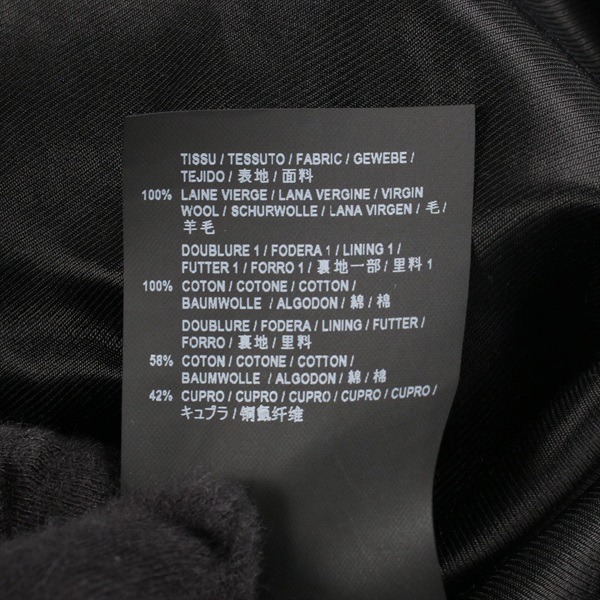 TISSU / TESSUTO / FABRIC / GEWEBE /
TEJIDO / 表地 / 面料
100% LAINE VIERGE / LANA VERGINE / VIRGIN
WOOL / SCHURWOLLE / LANA VIRGEN / 毛 /
羊毛
DOUBLURE 1 / FODERA 1 / LINING 1 /
FUTTER 1 / FORRO 1 / 裏地一部 / 里料 1
100% COTON / COTONE / COTTON /
BAUMWOLLE / ALGODON / 綿 / 棉
DOUBLURE / FODERA / LINING / FUTTER /
FORRO / 裏地 / 里料
58% COTON / COTONE / COTTON /
BAUMWOLLE / ALGODON / 綿 / 棉
42% CUPRO / CUPRO / CUPRO / CUPRO / CUPRO /
キュプラ / 铜氨纤维